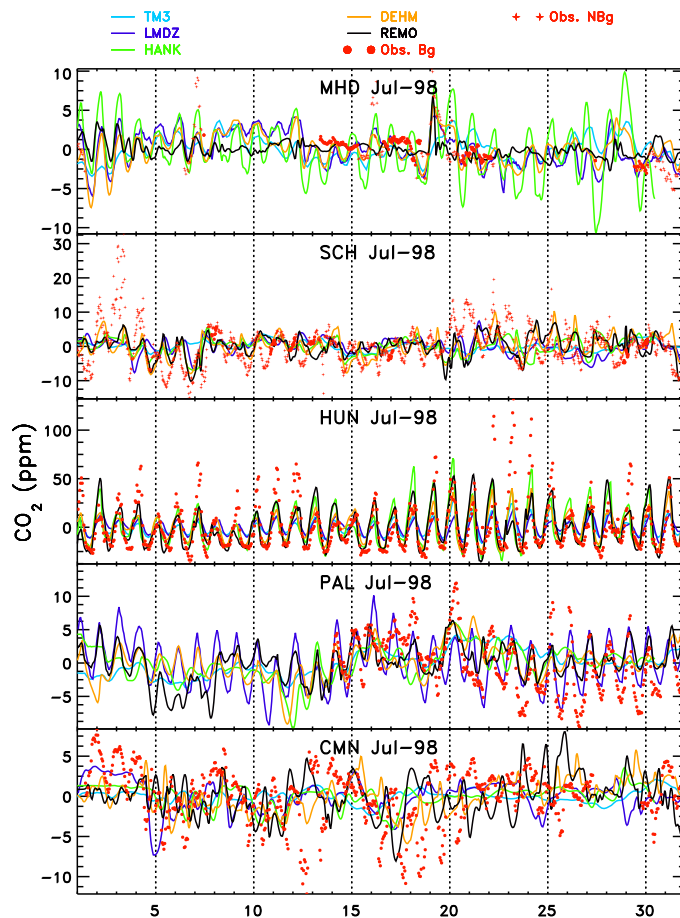 TM3 DEHM + + Obs. NBg
LMDZ REMO
HANK Obs. Bg
MHD Jul-98
10
5
0
-5
-10
SCH Jul-98
30
20
10
0
-10
HUN Jul-98
100
50
0
CO2 (ppm)
PAL Jul-98
10
5
0
-5
CMN Jul-98
5
0
-5
-10
5 10 15 20 25 30